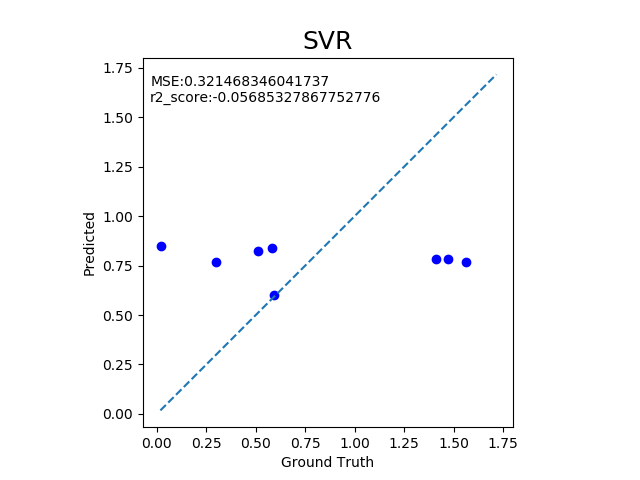 SVR
MSE:0.321468346041737
r2_score:-0.05685327867752776
1.75
1.50
1.25
1.00
0.75
0.50
0.25
0.00
Predicted
0.00 0.25 0.50 0.75 1.00 1.25 1.50 1.75
Ground Truth